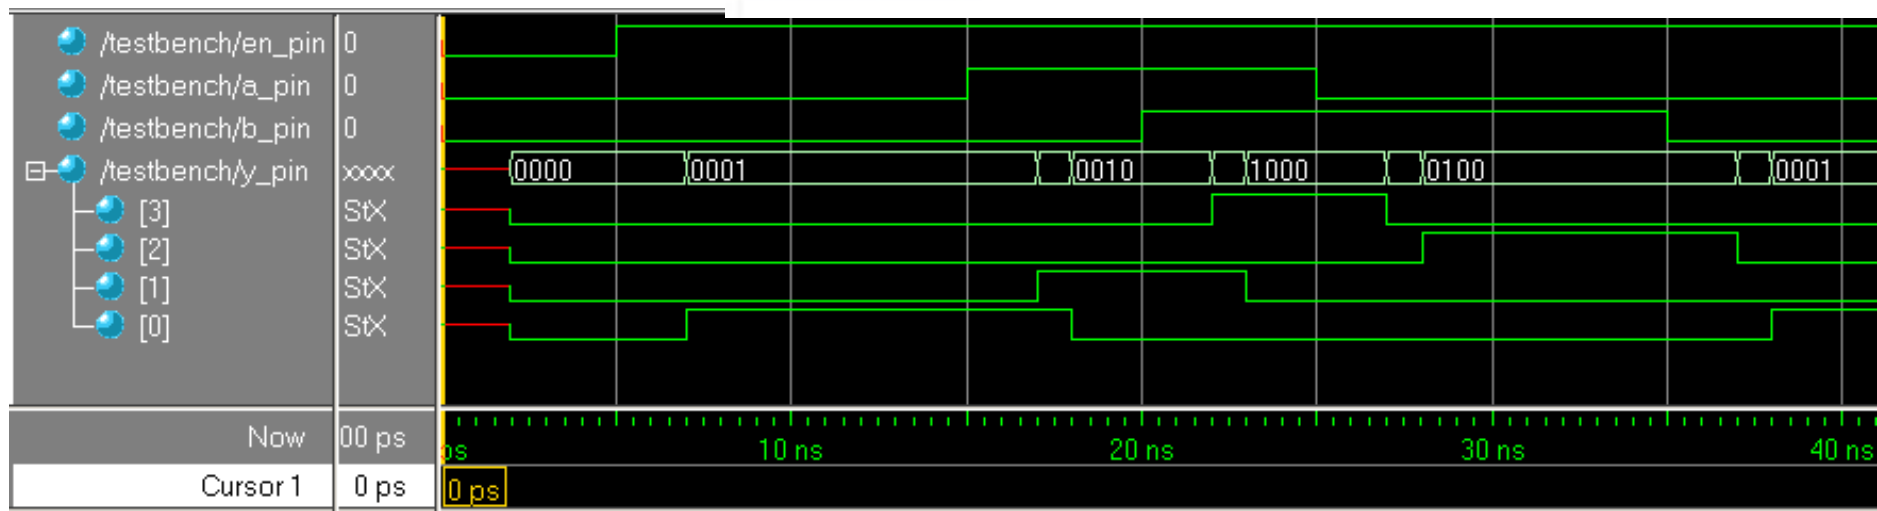 /testbench/en_pin 0
/testbench/a_pin 0
/testbench/b_pin 0
/testbench/y_pin xxxx 0000 0001 0010 1000 0100 0001
[3] StX
[2] StX
[1] StX
[0] StX
Now 00 ps ps 10 ns 20 ns 30 ns 40 ns
Cursor 1 0 ps 0 ps